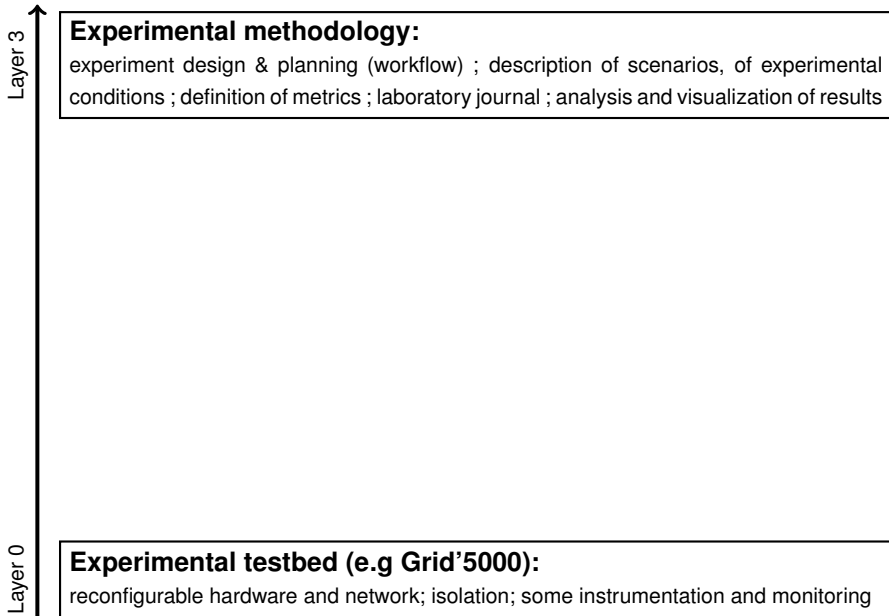 Layer 3
Experimental methodology:
experiment design & planning (workflow) ; description of scenarios, of experimental
conditions ; definition of metrics ; laboratory journal ; analysis and visualization of results
Layer 0
Experimental testbed (e.g Grid'5000):
reconfigurable hardware and network; isolation; some instrumentation and monitoring